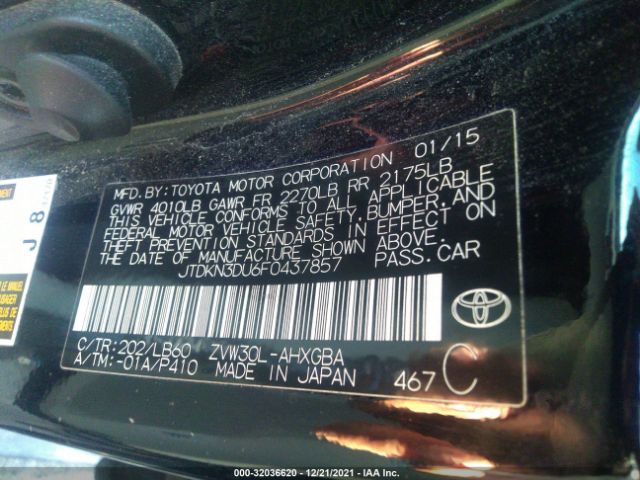 MFD. BY: TOYOTA MOTOR CORPORATION 01/15
GVWR 4010LB GAWR FR 2270LB RR 2175LB
THIS VEHICLE CONFORMS TO ALL APPLICABLE
FEDERAL MOTOR VEHICLE SAFETY, BUMPER, AND
THEFT PREVENTION STANDARDS IN EFFECT ON
THE DATE OF MANUFACTURE SHOWN ABOVE.
JTDKN3DU6F0437857 PASS. CAR
C/TR: 202/LB60 ZVW30L-AHXGBA
A/TM: -01A/P410 MADE IN JAPAN 467 C
J 8
000-32036620 - 12/21/2021 - IAA Inc.